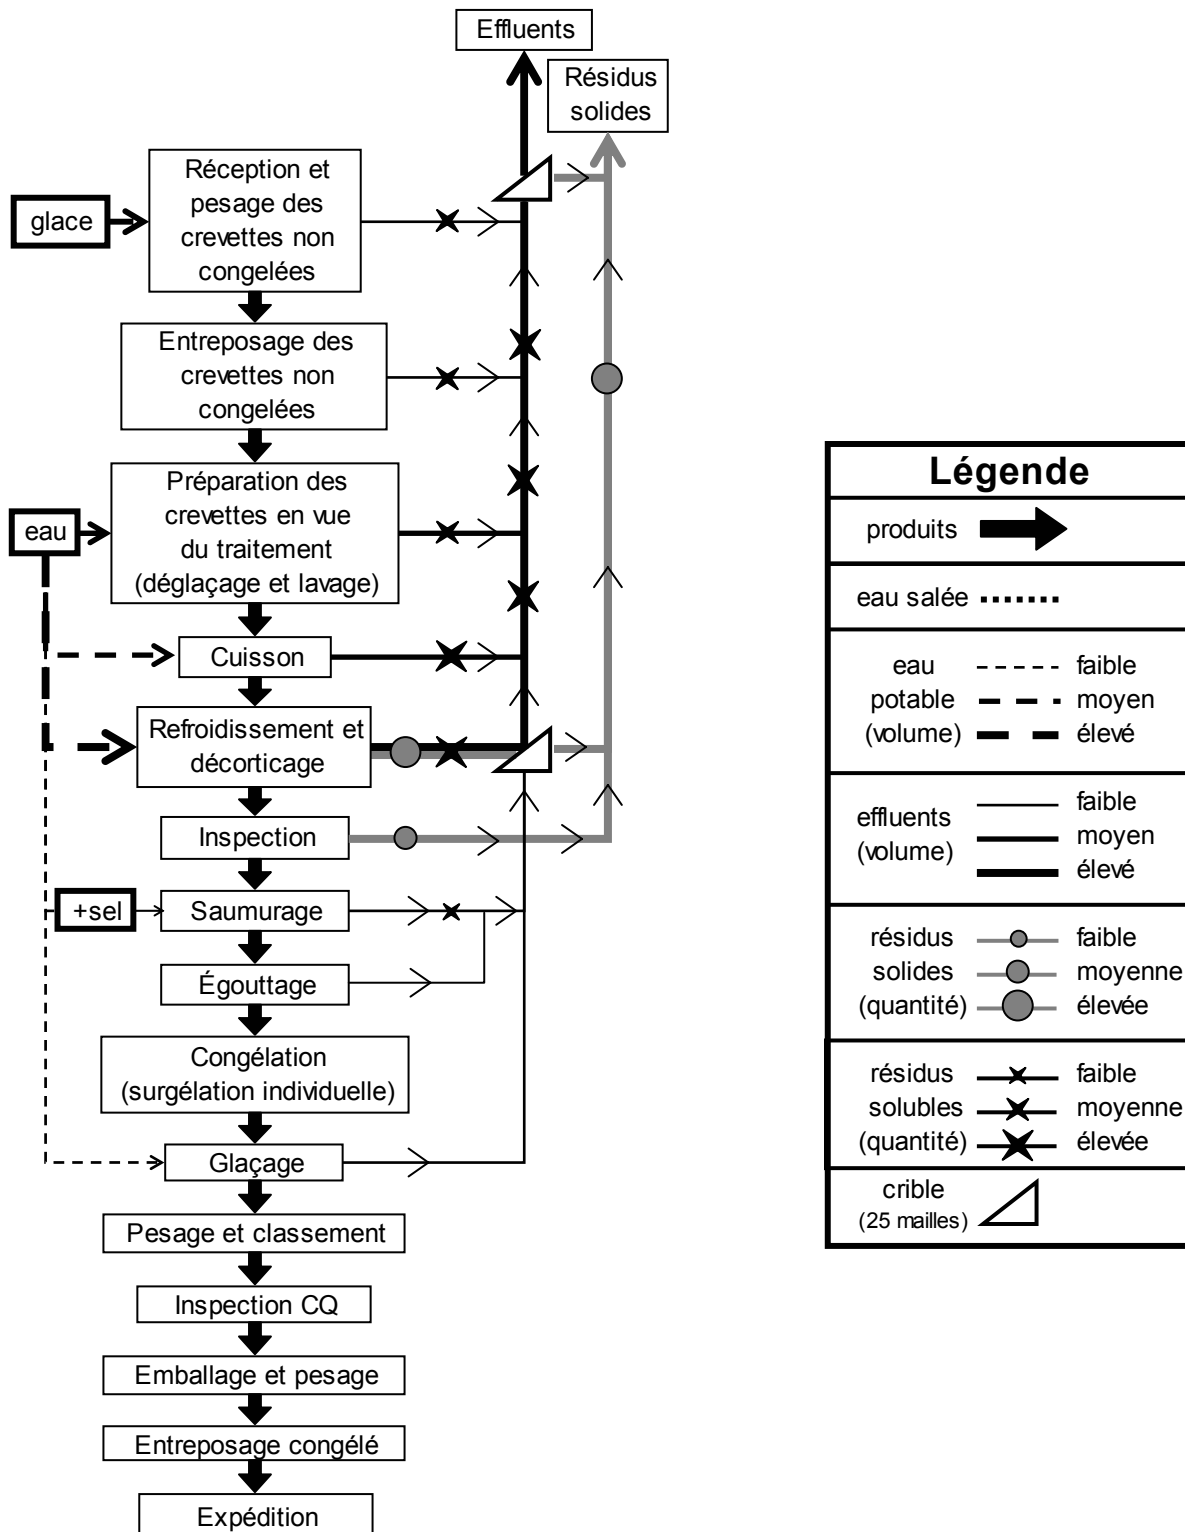 Effluents
Résidus
solides
Réception et
pesage des
crevettes non
congelées
glace
Entreposage des
crevettes non
congelées
Préparation des
crevettes en vue
du traitement
(déglaçage et lavage)
eau
Cuisson
Refroidissement et
décorticage
Inspection
+sel
Saumurage
Égouttage
Congélation
(surgélation individuelle)
Glaçage
Pesage et classement
Inspection CQ
Emballage et pesage
Entreposage congélé
Expédition
Légende
produits
eau salée
eau faible
potable moyen
(volume) élevé
effluents faible
(volume) moyen
élevé
résidus faible
solides moyenne
(quantité) élevée
résidus faible
solubles moyenne
(quantité) élevée
crible
(25 mailles)